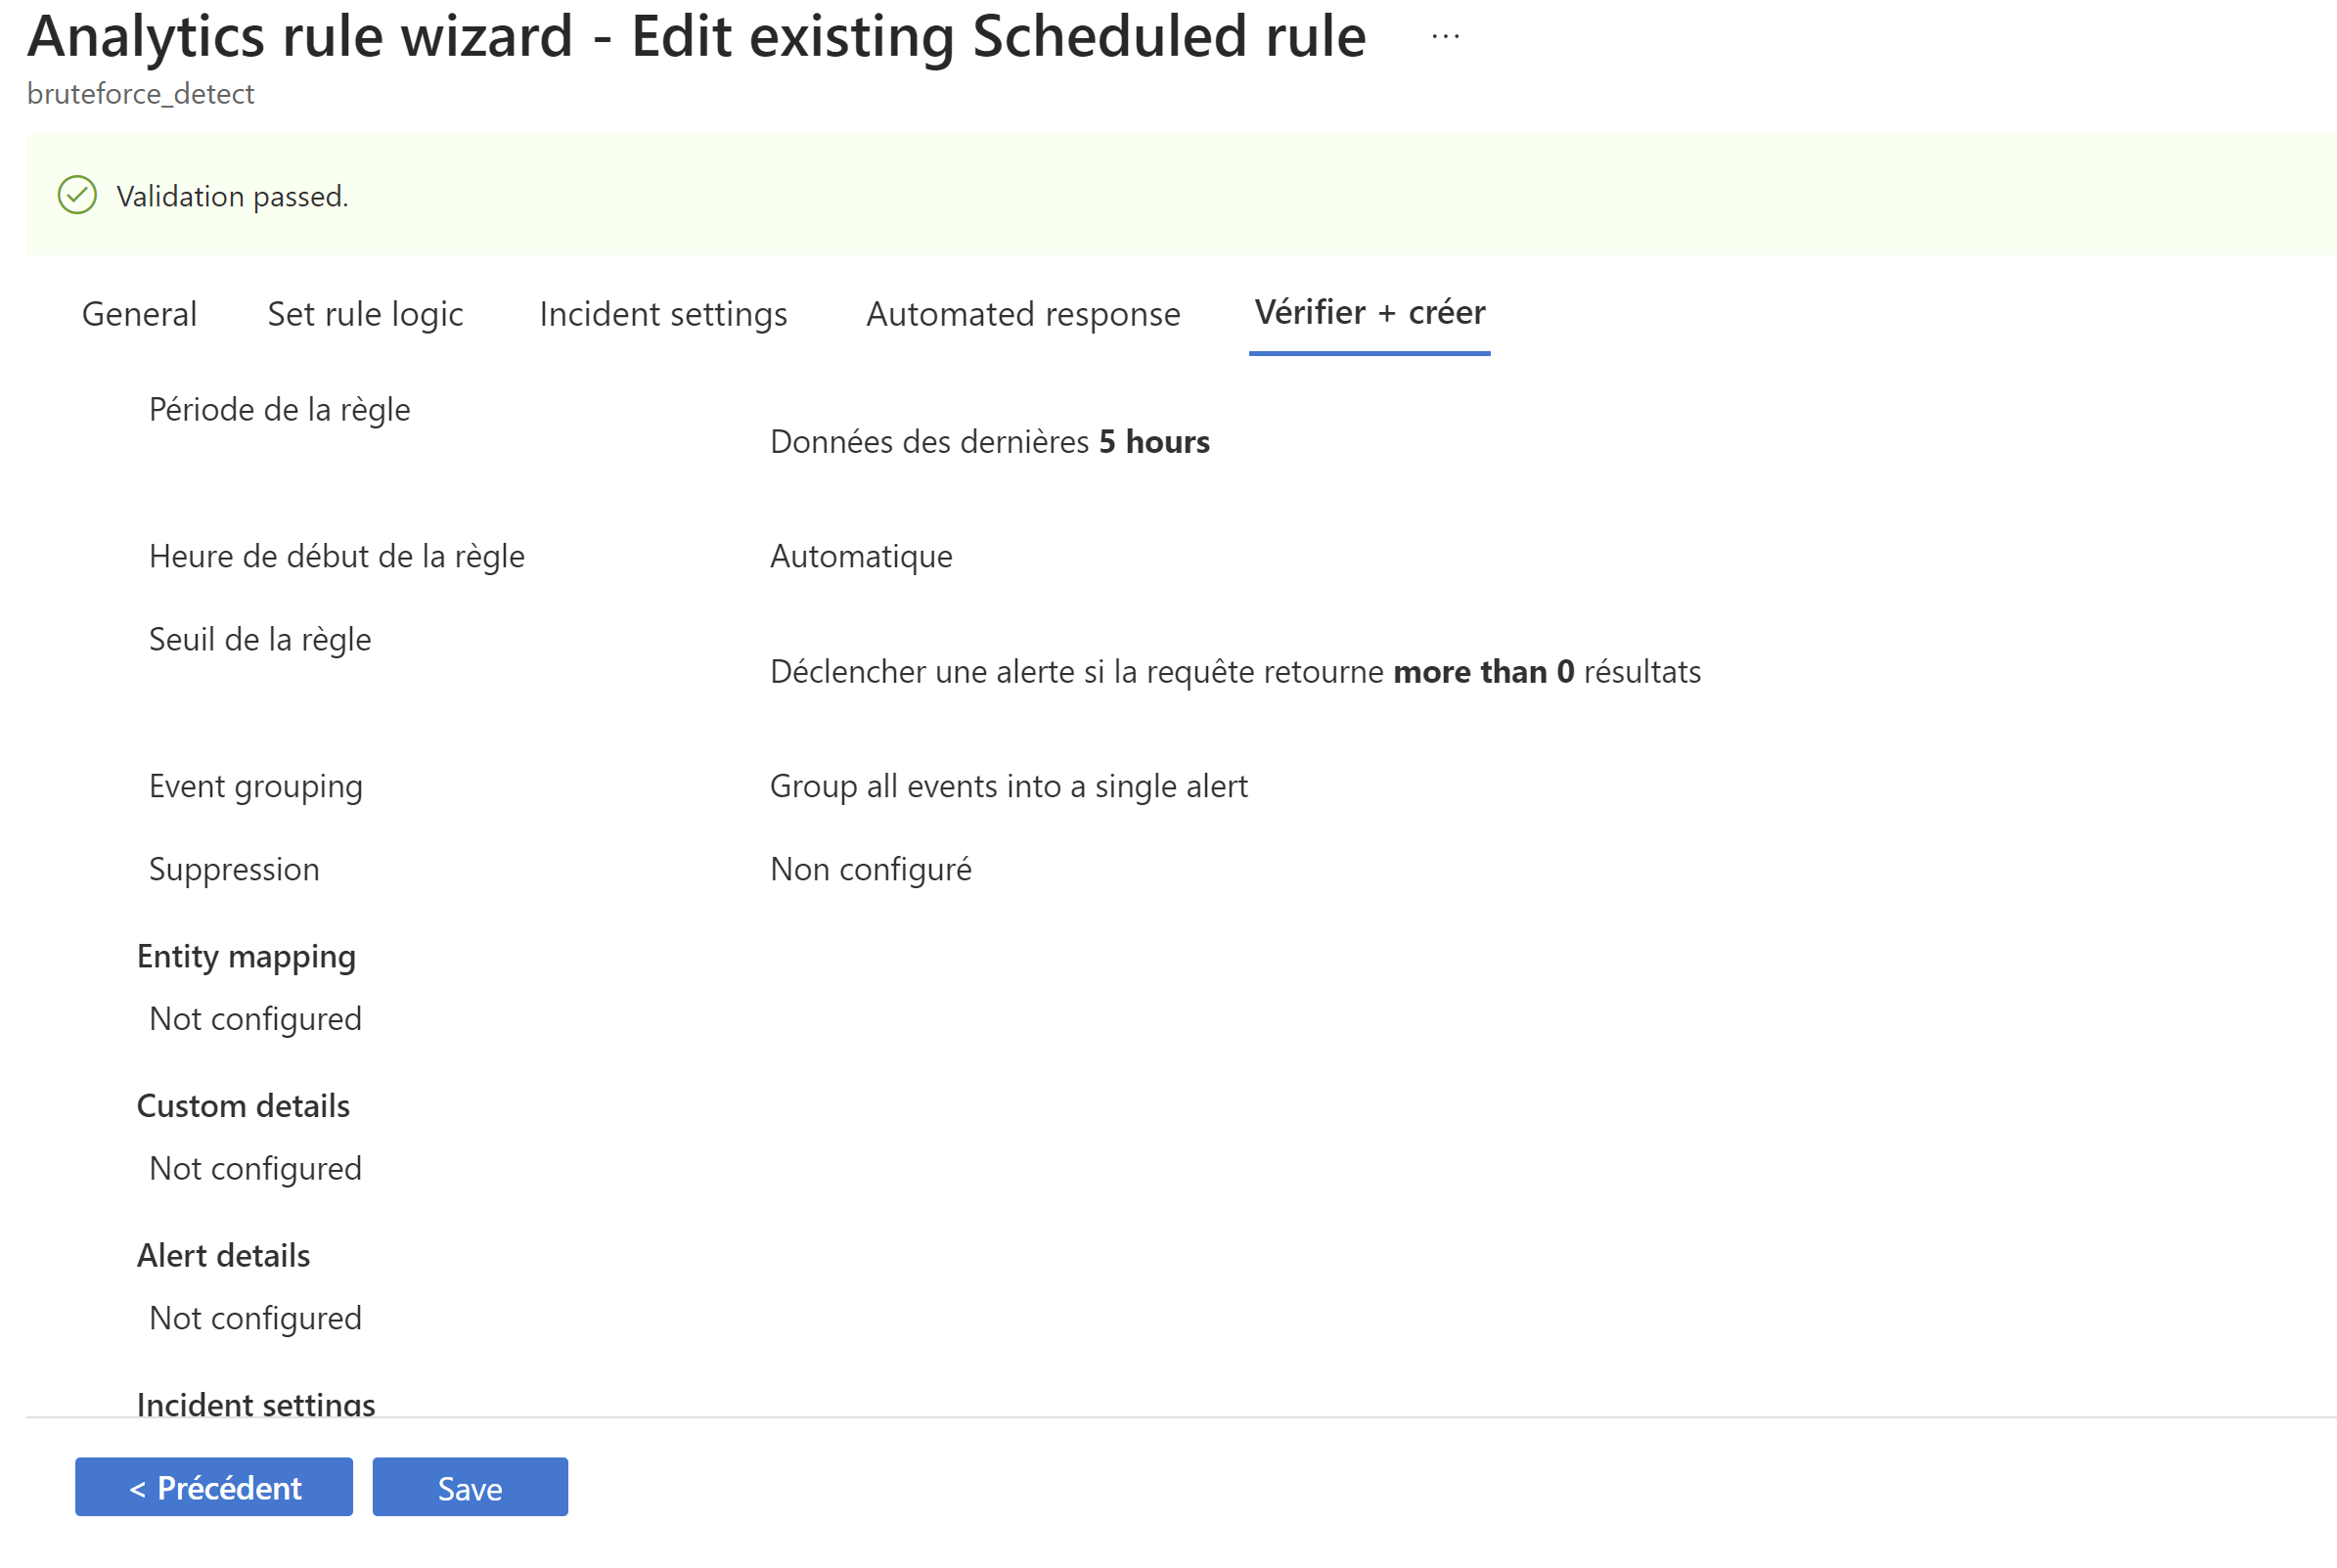 Analytics rule wizard - Edit existing Scheduled rule ...
bruteforce_detect
Validation passed.
General Set rule logic Incident settings Automated response Vérifier + créer
Période de la règle
Données des dernières 5 hours
Heure de début de la règle Automatique
Seuil de la règle
Déclencher une alerte si la requête retourne more than 0 résultats
Event grouping Group all events into a single alert
Suppression Non configuré
Entity mapping
Not configured
Custom details
Not configured
Alert details
Not configured
Incident settings
< Précédent Save